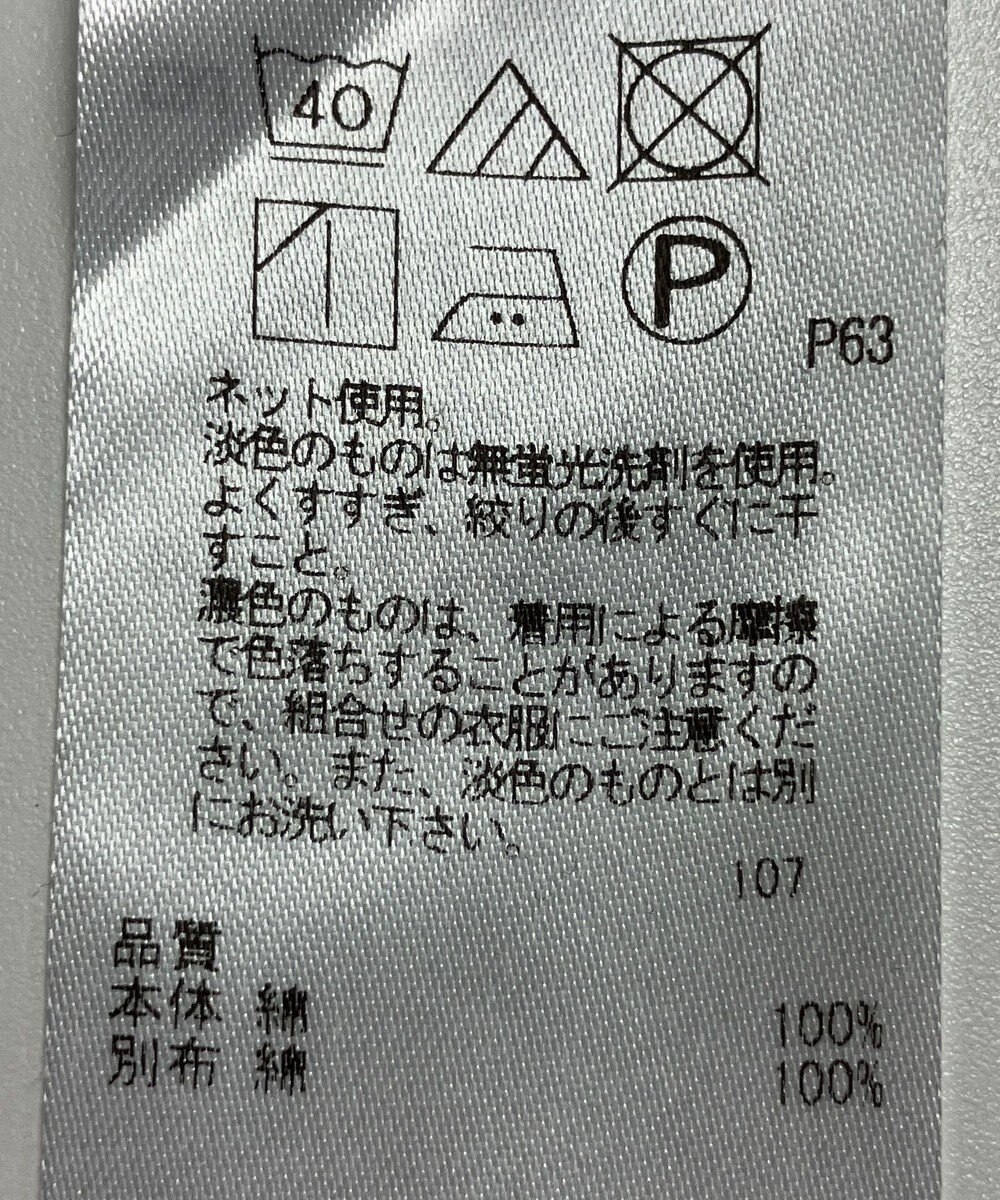 40
P
P63
ネット使用。
淡色のものは無蛍光洗剤を使用。
よくすすぎ、絞りの後すぐに干
すこと。
濃色のものは、着用による摩擦
で色落ちすることがありますの
で、組合せの衣服にご注意くだ
さい。また、淡色のものとは別
にお洗い下さい。
107
品質
本体 綿 100%
別布 綿 100%